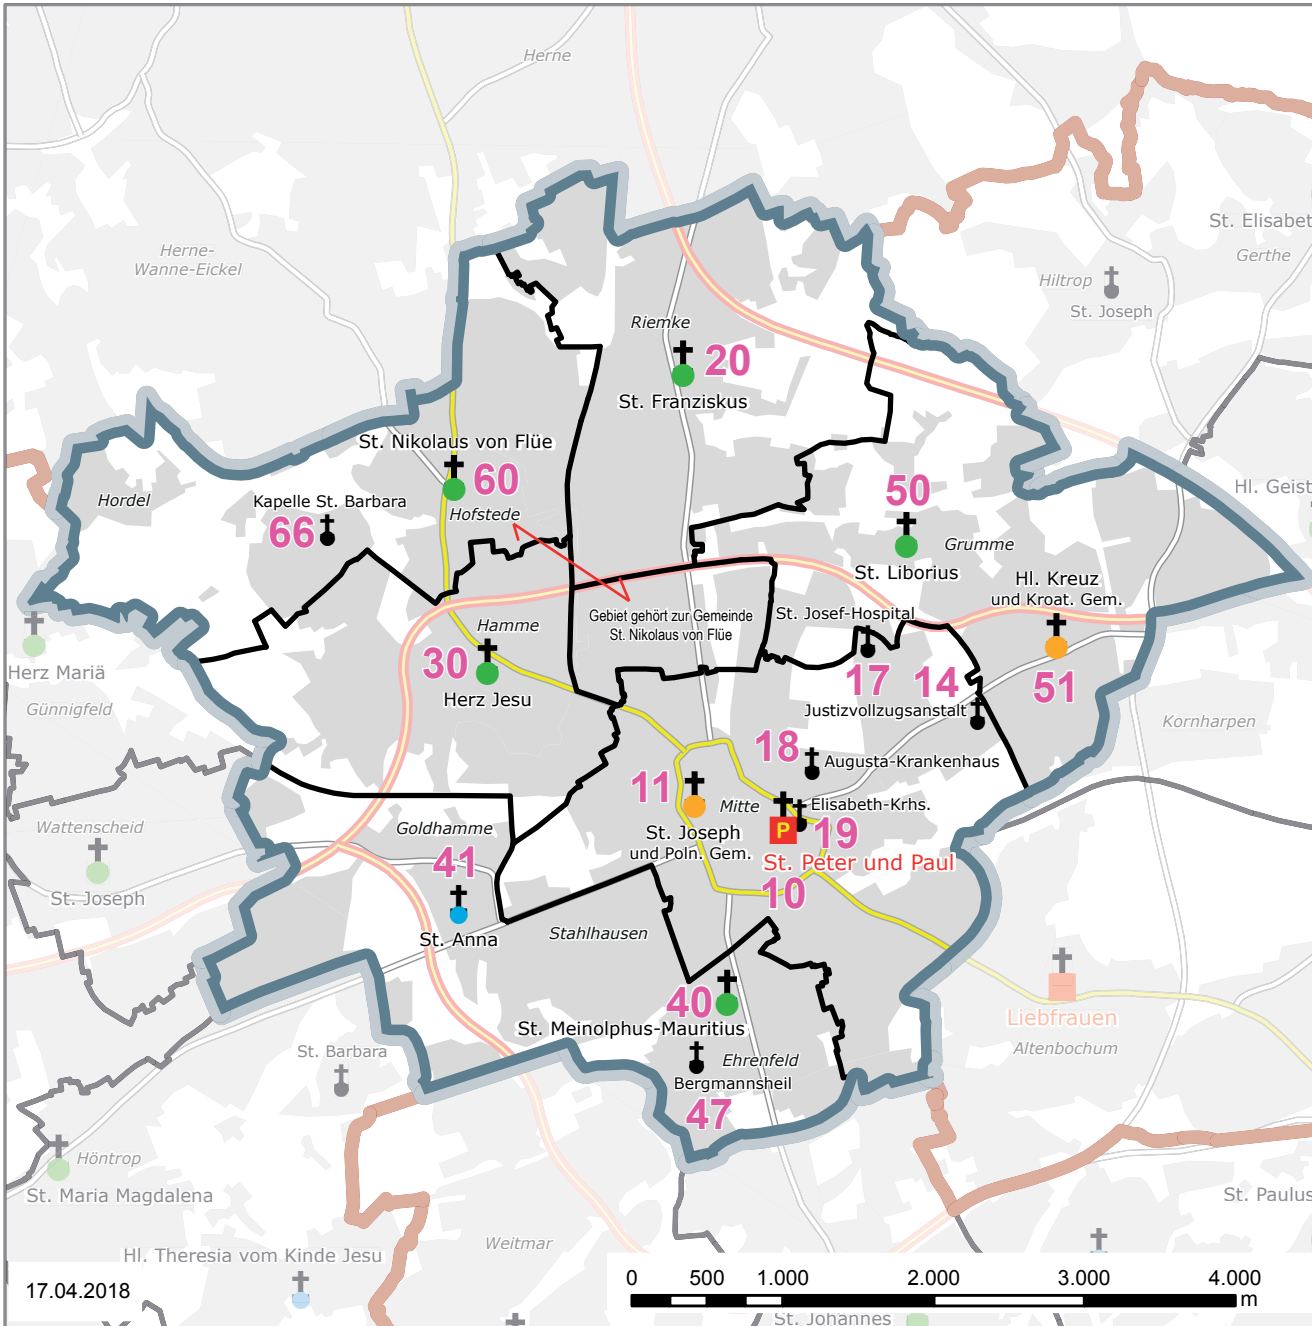 Herne
Herne-
Wanne-Eickel
St. Elisabet
Gerthe
Hiltrop
St. Joseph
Riemke
20
St. Franziskus
St. Nikolaus von Flüe
60
Hofstede
Hordel
Kapelle St. Barbara
66
50
Grumme
St. Liborius
Hl. Geist
Hl. Kreuz
und Kroat. Gem.
51
Gebiet gehört zur Gemeinde
St. Nikolaus von Flüe
St. Josef-Hospital
17
14
Justizvollzugsanstalt
Hamme
30
Herz Jesu
Herz Mariä
Günnigfeld
Kornharpen
18
Augusta-Krankenhaus
11
Mitte
Elisabeth-Krhs.
P
19
St. Joseph
und Poln. Gem.
St. Peter und Paul
10
Wattenscheid
St. Joseph
Goldhamme
41
St. Anna
Stahlhausen
40
St. Meinolphus-Mauritius
Ehrenfeld
Bergmannsheil
47
Liebfrauen
Altenbochum
St. Barbara
Höntrop
St. Maria Magdalena
St. Paulus
Weitmar
Hl. Theresia vom Kinde Jesu
17.04.2018
0 500 1.000 2.000 3.000 4.000
m
St. Johannes